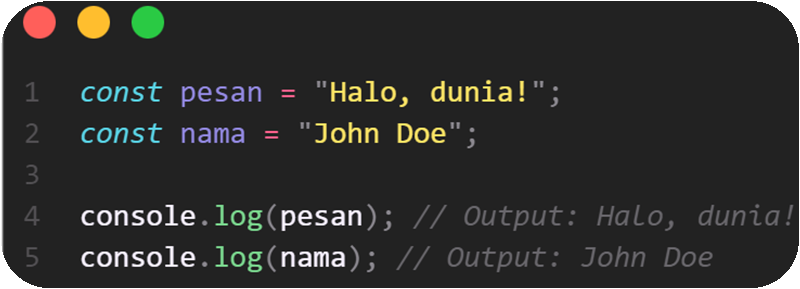 1 const pesan = "Halo, dunia!";
2 const nama = "John Doe";
3
4 console.log(pesan); // Output: Halo, dunia!
5 console.log(nama); // Output: John Doe